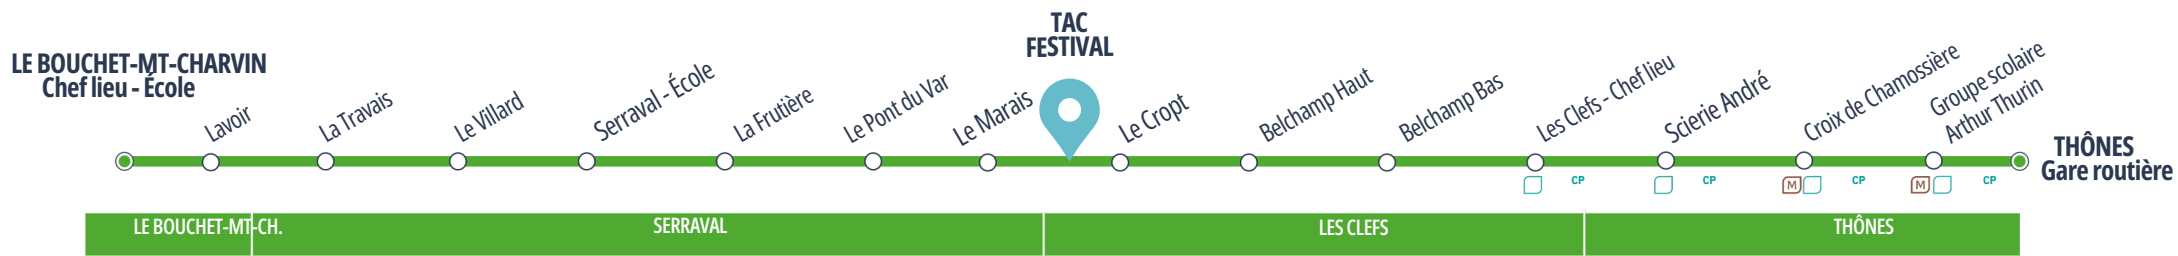 LE BOUCHET-MT-CHARVIN
Chef lieu - École
Lavoir
La Travais
Le Villard
Serraval - École
La Frutière
Le Pont du Var
Le Marais
TAC
FESTIVAL
Le Cropt
Belchamp Haut
Belchamp Bas
Les Clefs - Chef lieu
Scierie André
Croix de Chamossière
Groupe scolaire
Arthur Thurin
THÔNES
Gare routière
CP
CP
M CP
M CP
LE BOUCHET-MT-CH.
SERRAVAL
LES CLEFS
THÔNES